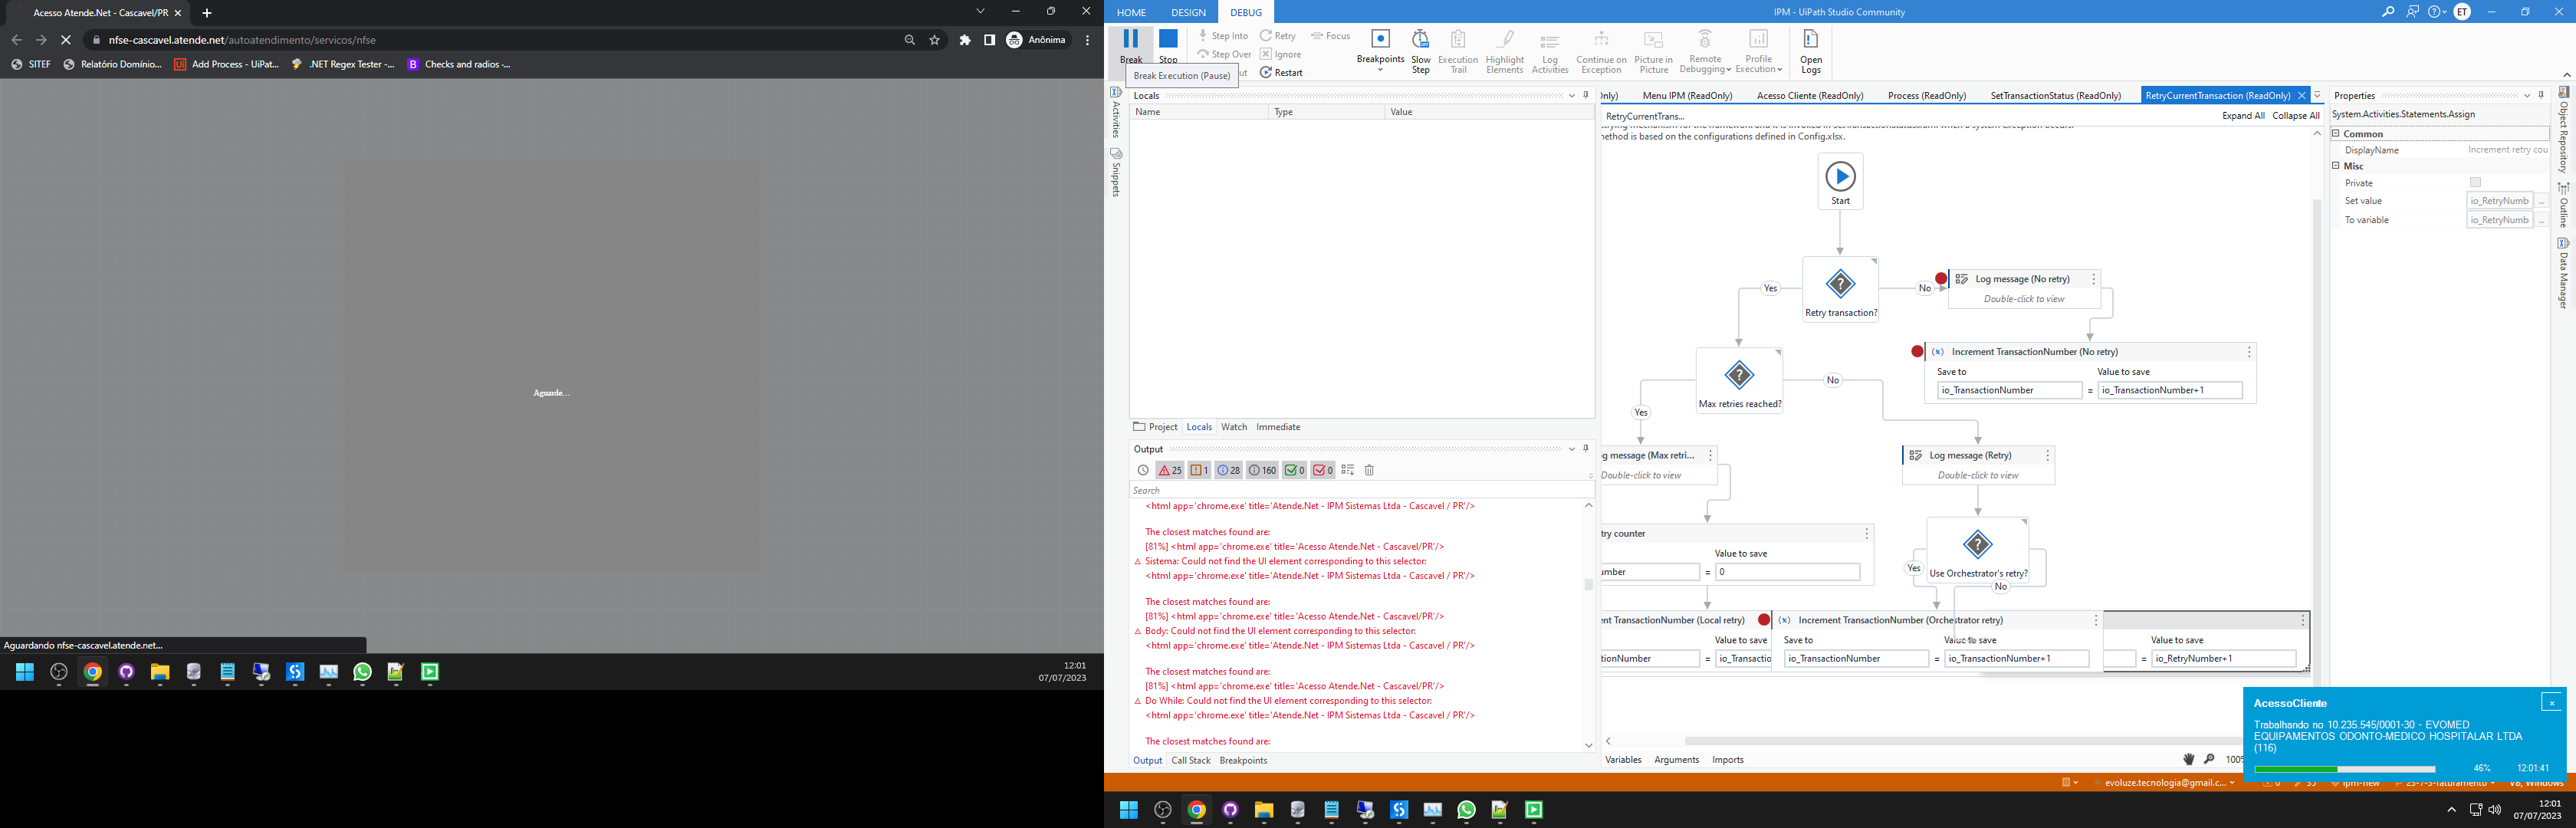 Acesso Atende.Net - Cascavel/PR
nfse-cascavel.atende.net/autoatendimento/servicos/nfse
Anônima
SITEF
Relatório Domínio...
Add Process - UiPat...
.NET Regex Tester -...
Checks and radios ·...
Aguarde...
Aguardando nfse-cascavel.atende.net...
12:01
07/07/2023
HOME
DESIGN
DEBUG
IPM - UiPath Studio Community
ET
Break
Stop
Step Into
Step Over
Retry
Ignore
Restart
Focus
Breakpoints
Slow
Step
Execution
Trail
Highlight
Elements
Log
Activities
Continue on
Exception
Picture in
Picture
Remote
Debugging
Profile
Execution
Open
Logs
Break Execution (Pause)
Activities
Snippets
Locals
Name
Type
Value
Project
Locals
Watch
Immediate
Output
25
1
28
160
0
0
Search
<html app='chrome.exe' title='Atende.Net - IPM Sistemas Ltda - Cascavel / PR'/>
The closest matches found are:
[81%] <html app='chrome.exe' title='Acesso Atende.Net - Cascavel/PR'/>
Sistema: Could not find the UI element corresponding to this selector:
<html app='chrome.exe' title='Atende.Net - IPM Sistemas Ltda - Cascavel / PR'/>
The closest matches found are:
[81%] <html app='chrome.exe' title='Acesso Atende.Net - Cascavel/PR'/>
Body: Could not find the UI element corresponding to this selector:
<html app='chrome.exe' title='Atende.Net - IPM Sistemas Ltda - Cascavel / PR'/>
The closest matches found are:
[81%] <html app='chrome.exe' title='Acesso Atende.Net - Cascavel/PR'/>
Do While: Could not find the UI element corresponding to this selector:
<html app='chrome.exe' title='Atende.Net - IPM Sistemas Ltda - Cascavel / PR'/>
The closest matches found are:
Output
Call Stack
Breakpoints
Only)
Menu IPM (ReadOnly)
Acesso Cliente (ReadOnly)
Process (ReadOnly)
SetTransactionStatus (ReadOnly)
RetryCurrentTransaction (ReadOnly)
RetryCurrentTrans...
Expand All
Collapse All
method is based on the configurations defined in Config.xlsx.
Start
Retry transaction?
Yes
No
Log message (No retry)
Double-click to view
Increment TransactionNumber (No retry)
Save to
Value to save
io_TransactionNumber
=
io_TransactionNumber+1
Max retries reached?
Yes
No
g message (Max retri...
Double-click to view
Log message (Retry)
Double-click to view
try counter
Value to save
umber
=
0
Use Orchestrator's retry?
Yes
No
ent TransactionNumber (Local retry)
Value to save
tionNumber
=
io_Transactio
Increment TransactionNumber (Orchestrator retry)
Save to
Value to save
io_TransactionNumber
=
io_TransactionNumber+1
Value to save
=
io_RetryNumber+1
Variables
Arguments
Imports
100%
Properties
System.Activities.Statements.Assign
Common
DisplayName
Increment retry cou
Misc
Private
Set value
io_RetryNumb
...
To variable
io_RetryNumb
...
Object Repository
Outline
Data Manager
AcessoCliente
Trabalhando no 10.235.545/0001-30 - EVOMED
EQUIPAMENTOS ODONTO-MEDICO HOSPITALAR LTDA
(116)
46%
12:01:41
evoluze.tecnologia@gmail.c...
VB, Windows
12:01
07/07/2023